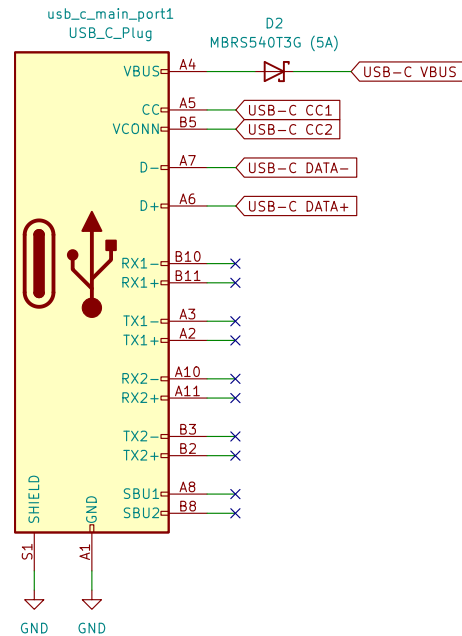 usb_c_main_port1
USB_C_Plug
D2
MBRS540T3G (5A)
VBUS A4 USB-C VBUS
CC A5 USB-C CC1
VCONN B5 USB-C CC2
D- A7 USB-C DATA-
D+ A6 USB-C DATA+
RX1- B10
RX1+ B11
TX1- A3
TX1+ A2
RX2- A10
RX2+ A11
TX2- B3
TX2+ B2
SBU1 A8
SBU2 B8
SHIELD
GND
S1
A1
GND
GND